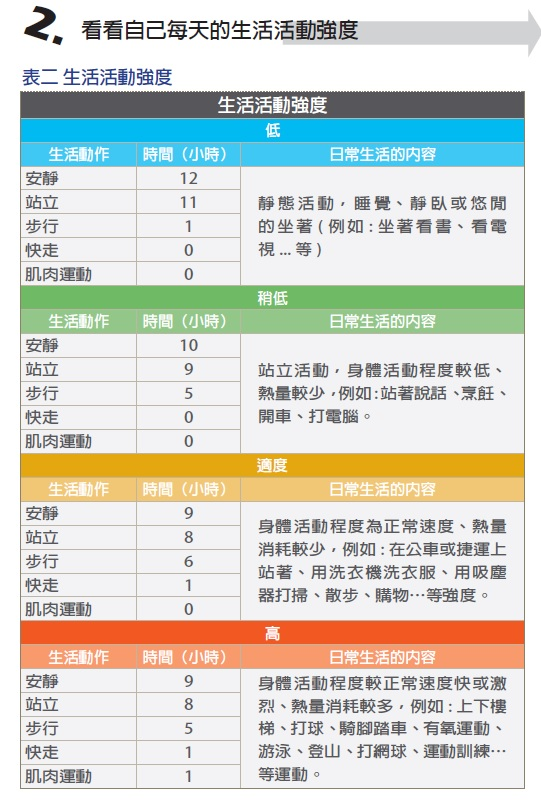 2. 看看自己每天的生活活動強度
表二 生活活動強度
生活活動強度
低
生活動作 時間（小時） 日常生活的內容
安靜 12
站立 11
步行 1
快走 0
肌肉運動 0
靜態活動，睡覺、靜臥或悠閒
的坐著 ( 例如 : 坐著看書、看電
視 ... 等 )
稍低
生活動作 時間（小時） 日常生活的內容
安靜 10
站立 9
步行 5
快走 0
肌肉運動 0
站立活動，身體活動程度較低、
熱量較少，例如:站著說話、烹飪、
開車、打電腦。
適度
生活動作 時間（小時） 日常生活的內容
安靜 9
站立 8
步行 6
快走 1
肌肉運動 0
身體活動程度為正常速度、熱量
消耗較少，例如 : 在公車或捷運上
站著、用洗衣機洗衣服、用吸塵
器打掃、散步、購物…等強度。
高
生活動作 時間（小時） 日常生活的內容
安靜 9
站立 8
步行 5
快走 1
肌肉運動 1
身體活動程度較正常速度快或激
烈、熱量消耗較多，例如 : 上下樓
梯、打球、騎腳踏車、有氧運動、
游泳、登山、打網球、運動訓練…
等運動。